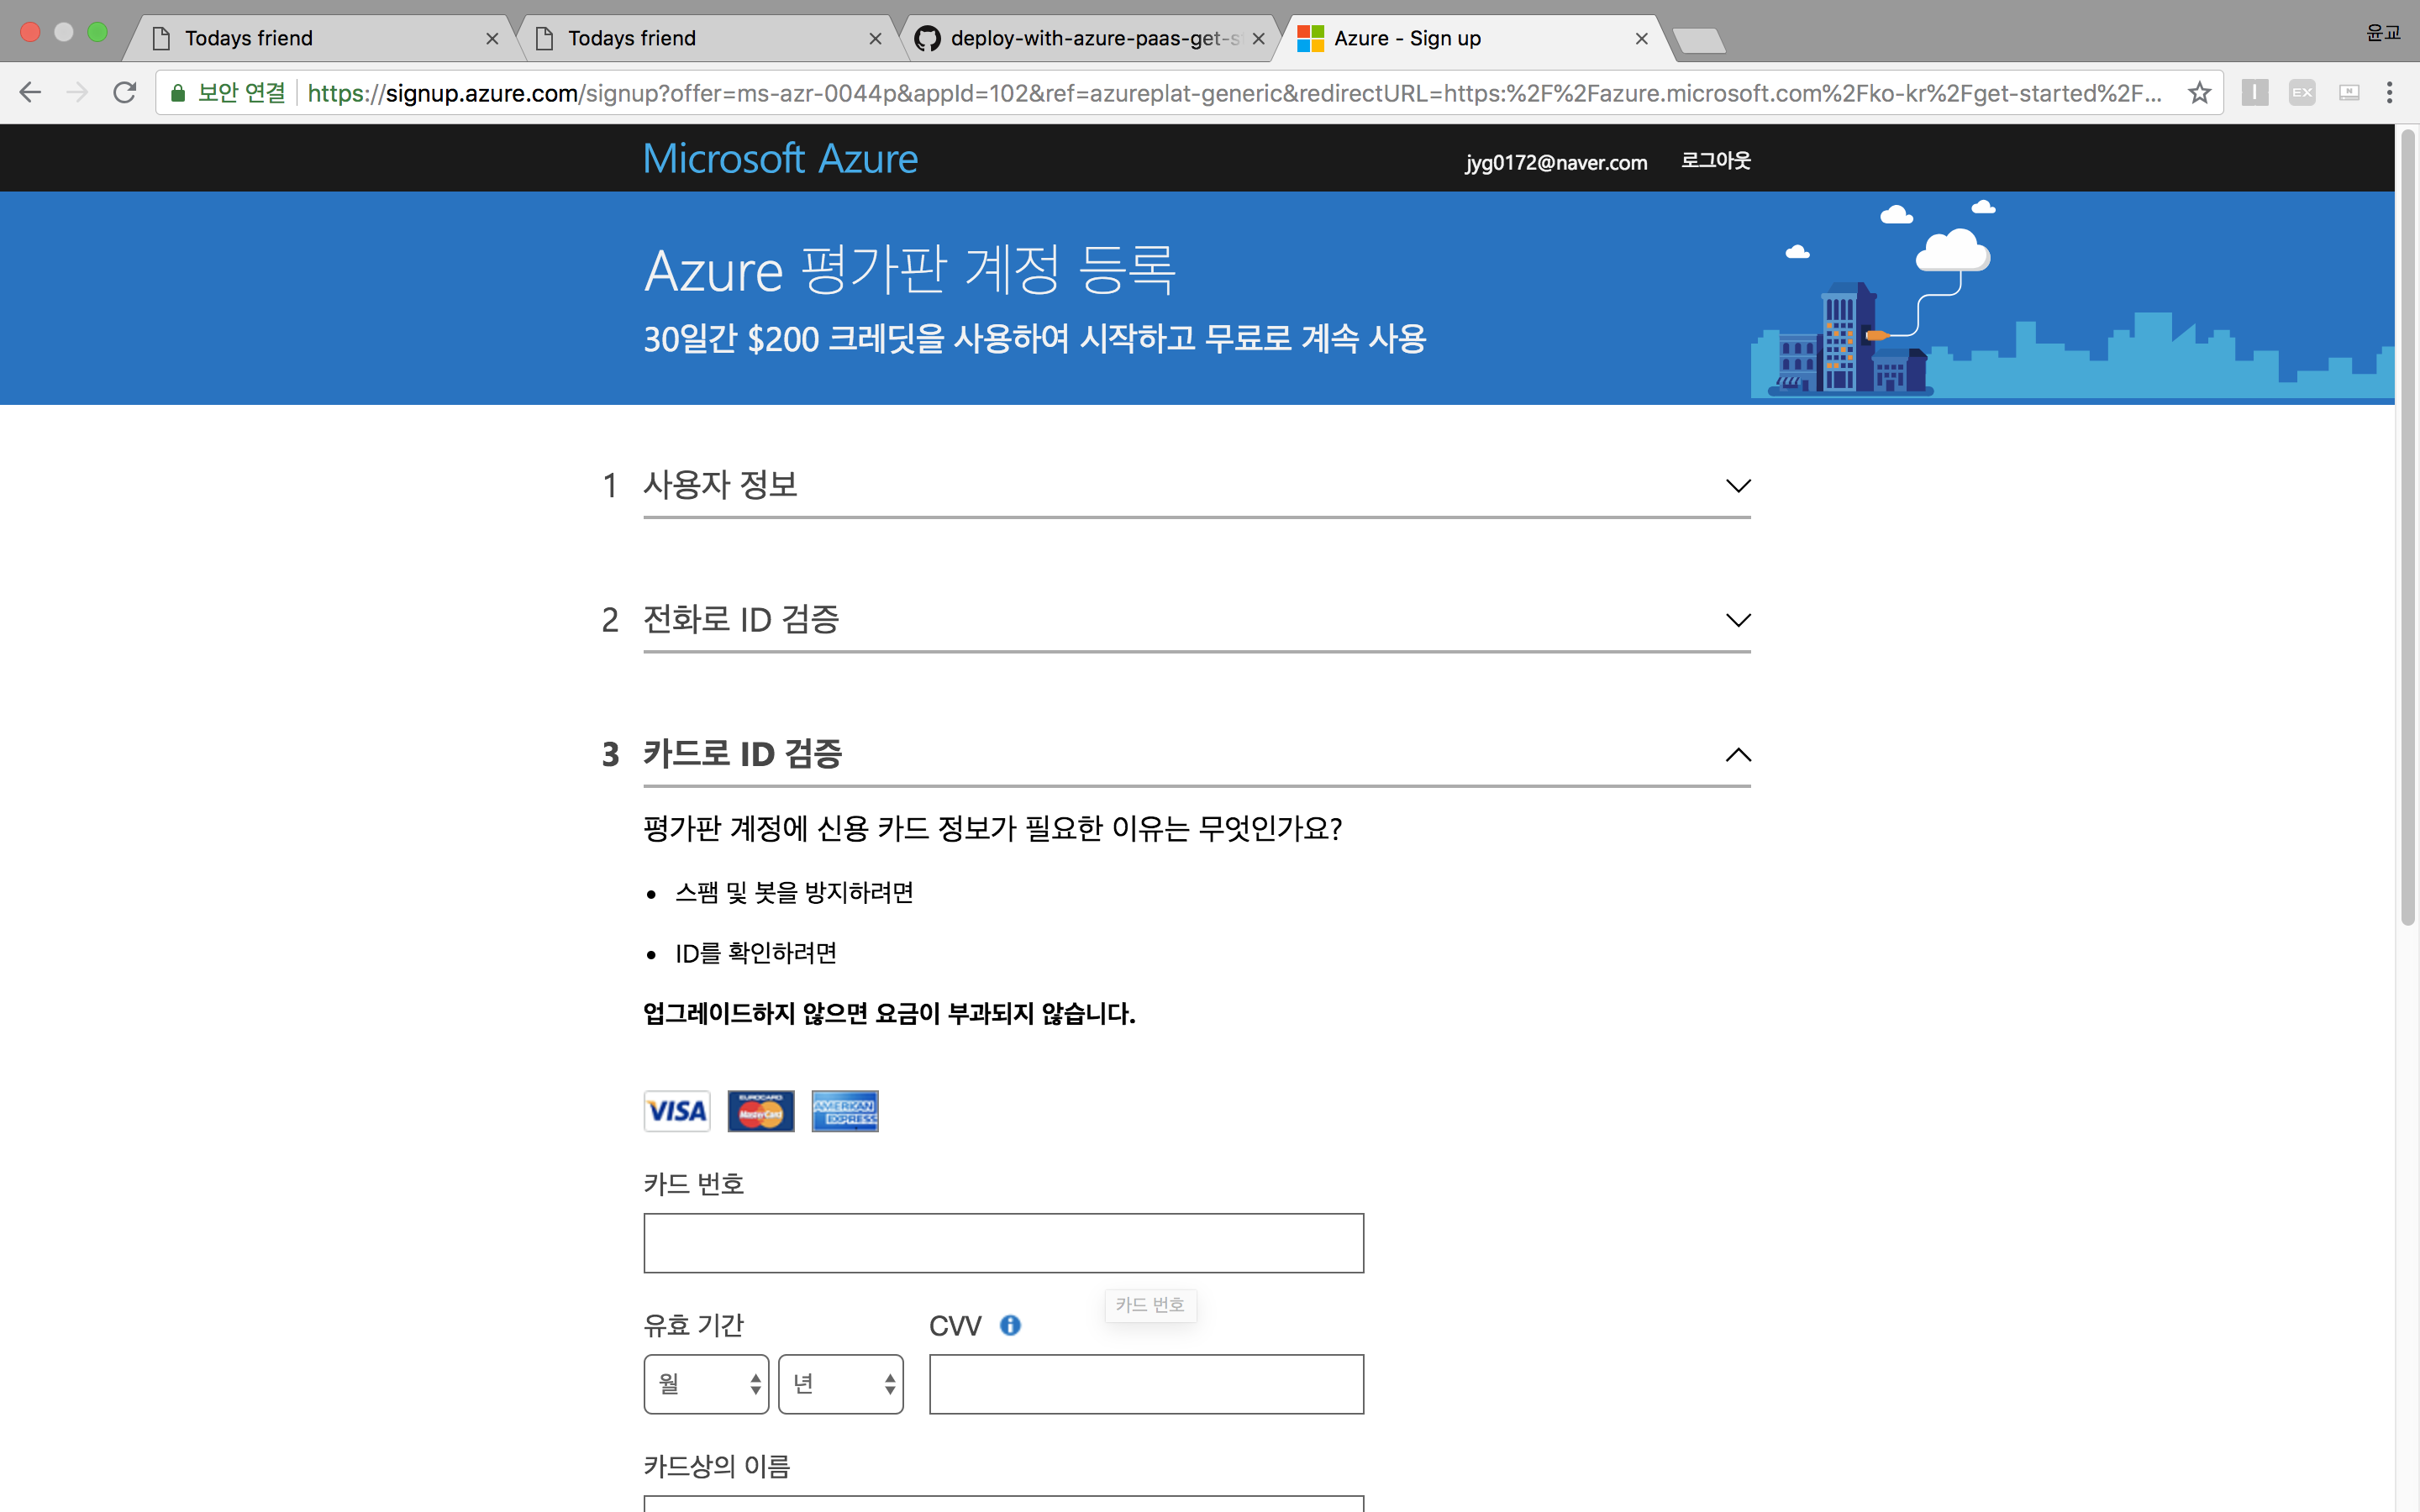 Todays friend
Todays friend
deploy-with-azure-paas-get-s
Azure - Sign up
윤교
보안 연결
https://signup.azure.com/signup?offer=ms-azr-0044p&appId=102&ref=azureplat-generic&redirectURL=https:%2F%2Fazure.microsoft.com%2Fko-kr%2Fget-started%2F...
EX
Microsoft Azure
jyg0172@naver.com
로그아웃
Azure 평가판 계정 등록
30일간 $200 크레딧을 사용하여 시작하고 무료로 계속 사용
1 사용자 정보
2 전화로 ID 검증
3 카드로 ID 검증
평가판 계정에 신용 카드 정보가 필요한 이유는 무엇인가요?
• 스팸 및 봇을 방지하려면
• ID를 확인하려면
업그레이드하지 않으면 요금이 부과되지 않습니다.
VISA
EUROCARD
MasterCard
AMERICAN
EXPRESS
카드 번호
카드 번호
유효 기간
CVV
월
년
카드상의 이름